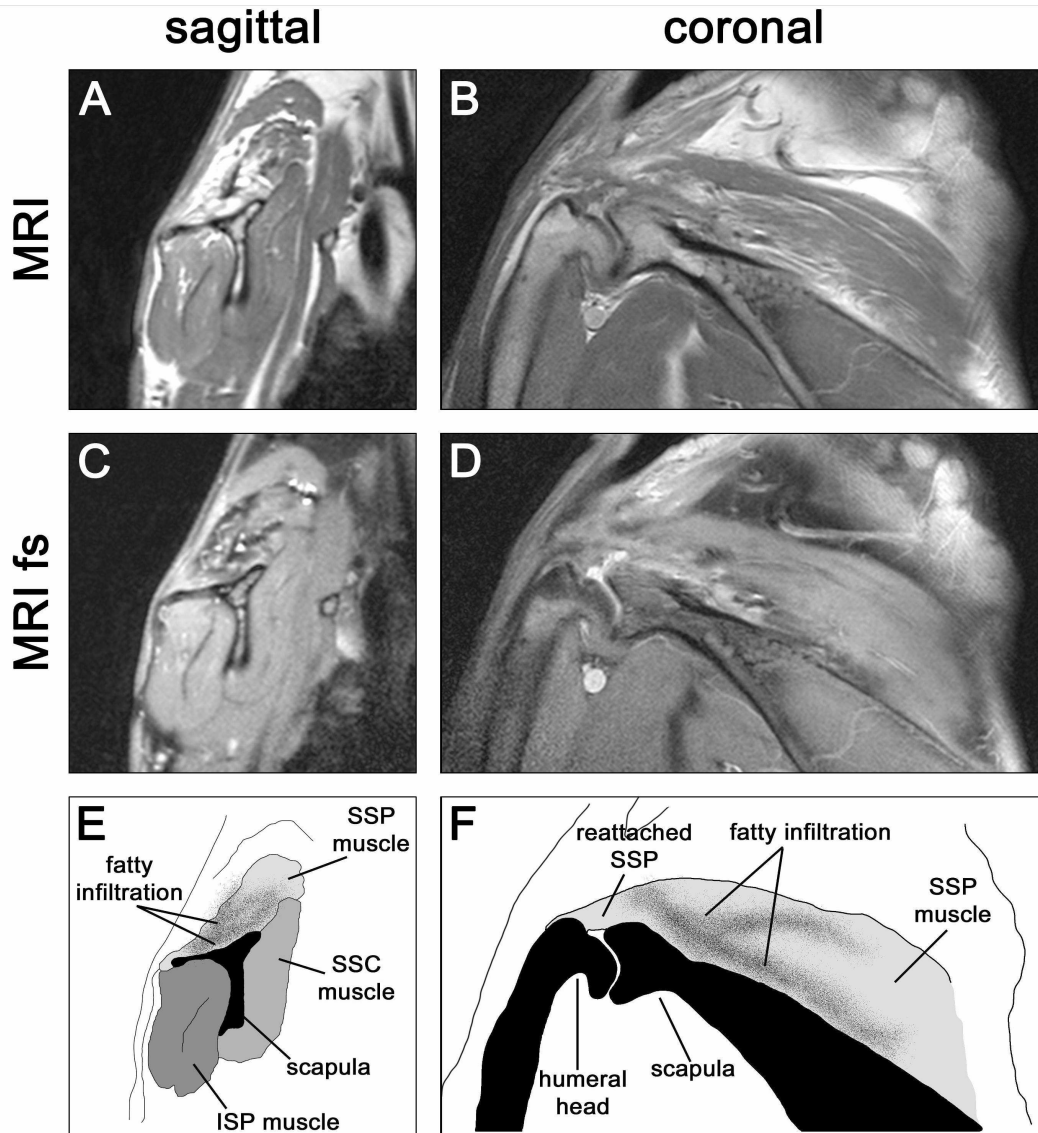 sagittal
coronal
MRI
A
B
MRI fs
C
D
E
SSP
muscle
fatty
infiltration
SSC
muscle
scapula
ISP muscle
F
reattached
SSP
fatty infiltration
SSP
muscle
humeral
head
scapula